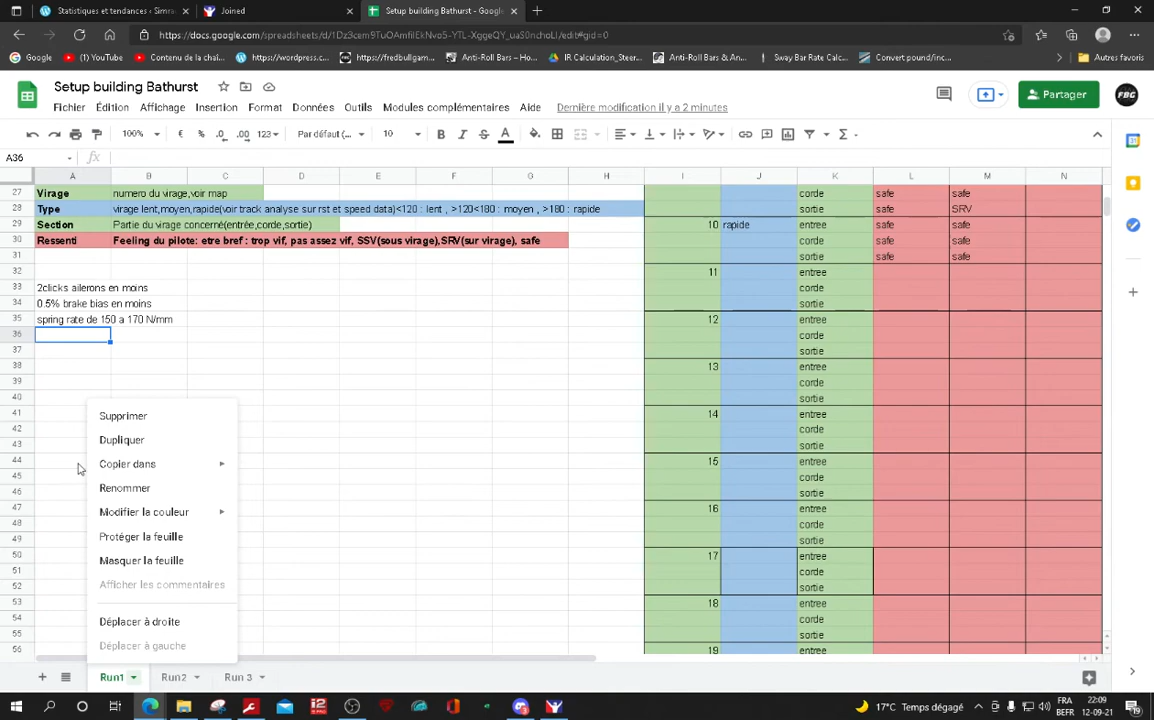 Statistiques et tendances ‹ Simra
Joined
Setup building Bathurst - Google
https://docs.google.com/spreadsheets/d/
/edit#gid=0
Google
(1) YouTube
Contenu de la chai...
https://wordpress.c...
https://fredbullgars...
Anti-Roll Bars – Ho...
IR Calculation_Steer...
Anti-Roll Bars & An...
Sway Bar Rate Calc...
Convert pound/inc...
Autres favoris
Setup building Bathurst
Fichier Édition Affichage Insertion Format Données Outils Modules complémentaires Aide Dernière modification il y a 2 minutes
Partager
FBG
100% € % .0 .00 123 Par défaut (... 10 B I S A
A36 fx
A B C D E F G H I J K L M N
27 Virage numero du virage,voir map corde safe safe
28 Type virage lent,moyen,rapide(voir track analyse sur rst et speed data)<120 : lent , >120<180 : moyen , >180 : rapide sortie safe SRV
29 Section Partie du virage concerné(entrée,corde,sortie) 10 rapide entree safe safe
30 Ressenti Feeling du pilote: etre bref : trop vif, pas assez vif, SSV(sous virage),SRV(sur virage), safe corde safe safe
31 sortie safe safe
32 11 entree
33 2clicks ailerons en moins corde
34 0.5% brake bias en moins sortie
35 spring rate de 150 a 170 N/mm 12 entree
36 corde
37 sortie
38 13 entree
39 corde
40 sortie
41 14 entree
42 corde
43 sortie
44 15 entree
45 corde
46 sortie
47 16 entree
48 corde
49 sortie
50 17 entree
51 corde
52 sortie
53 18 entree
54 corde
55 sortie
56 19 entree
Supprimer
Dupliquer
Copier dans
Renommer
Modifier la couleur
Protéger la feuille
Masquer la feuille
Afficher les commentaires
Déplacer à droite
Déplacer à gauche
Run1 Run2 Run 3
17°C Temps dégagé
FRA
BEFR
22:09
12-09-21
19